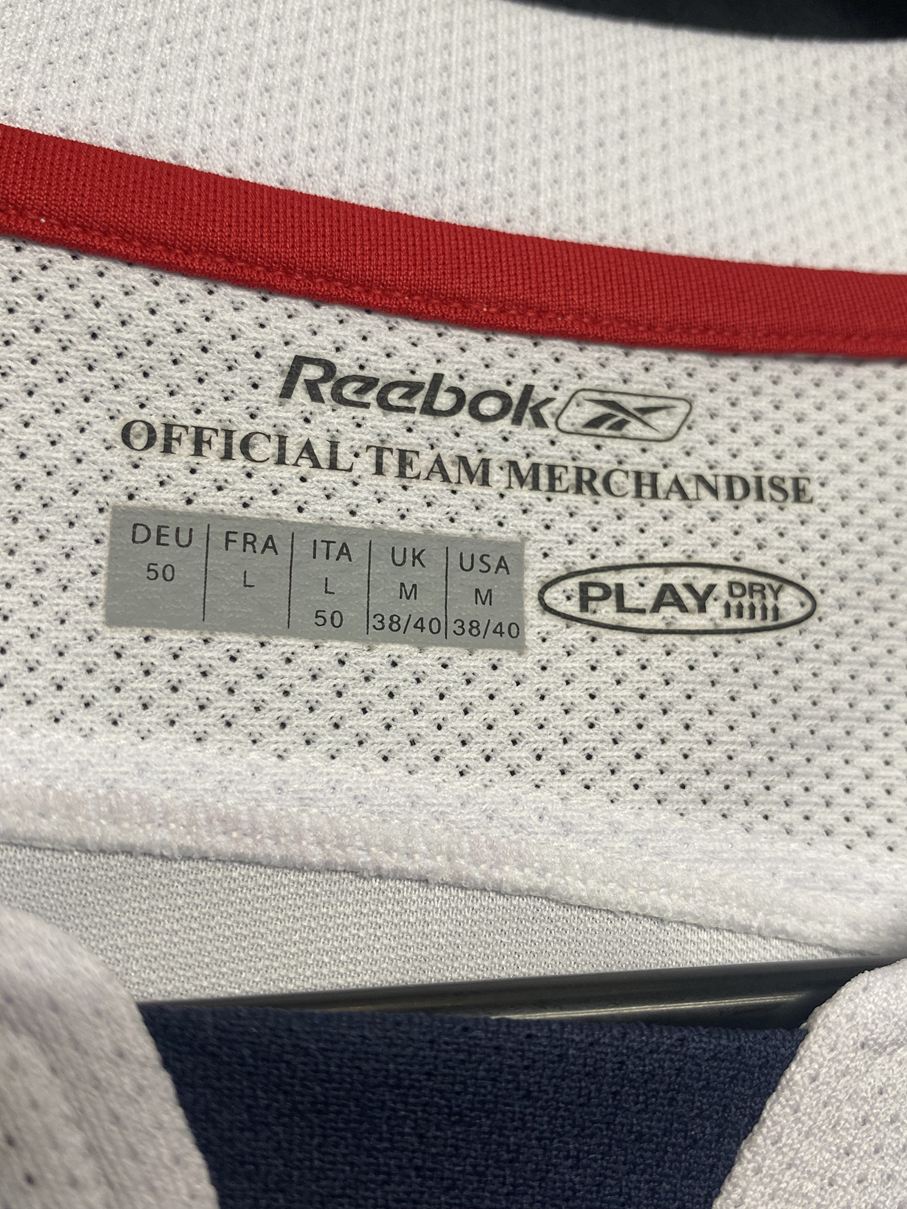 Reebok
OFFICIAL TEAM MERCHANDISE
DEU FRA ITA UK USA
50 L L M M
50 38/40 38/40
PLAY DRY